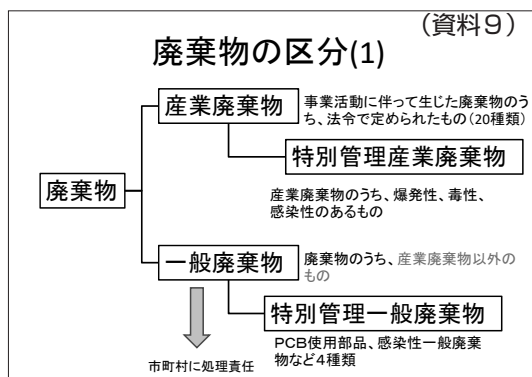 （資料９）
廃棄物の区分(1)
産業廃棄物
事業活動に伴って生じた廃棄物のう
ち、法令で定められたもの（20種類）
特別管理産業廃棄物
廃棄物
産業廃棄物のうち、爆発性、毒性、
感染性のあるもの
一般廃棄物
廃棄物のうち、産業廃棄物以外の
もの
特別管理一般廃棄物
市町村に処理責任
ＰＣＢ使用部品、感染性一般廃棄
物など４種類